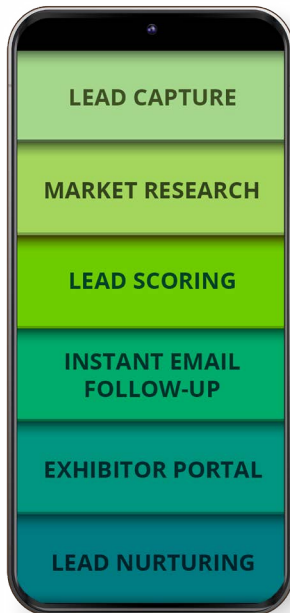 LEAD CAPTURE
MARKET RESEARCH
LEAD SCORING
INSTANT EMAIL
FOLLOW-UP
EXHIBITOR PORTAL
LEAD NURTURING